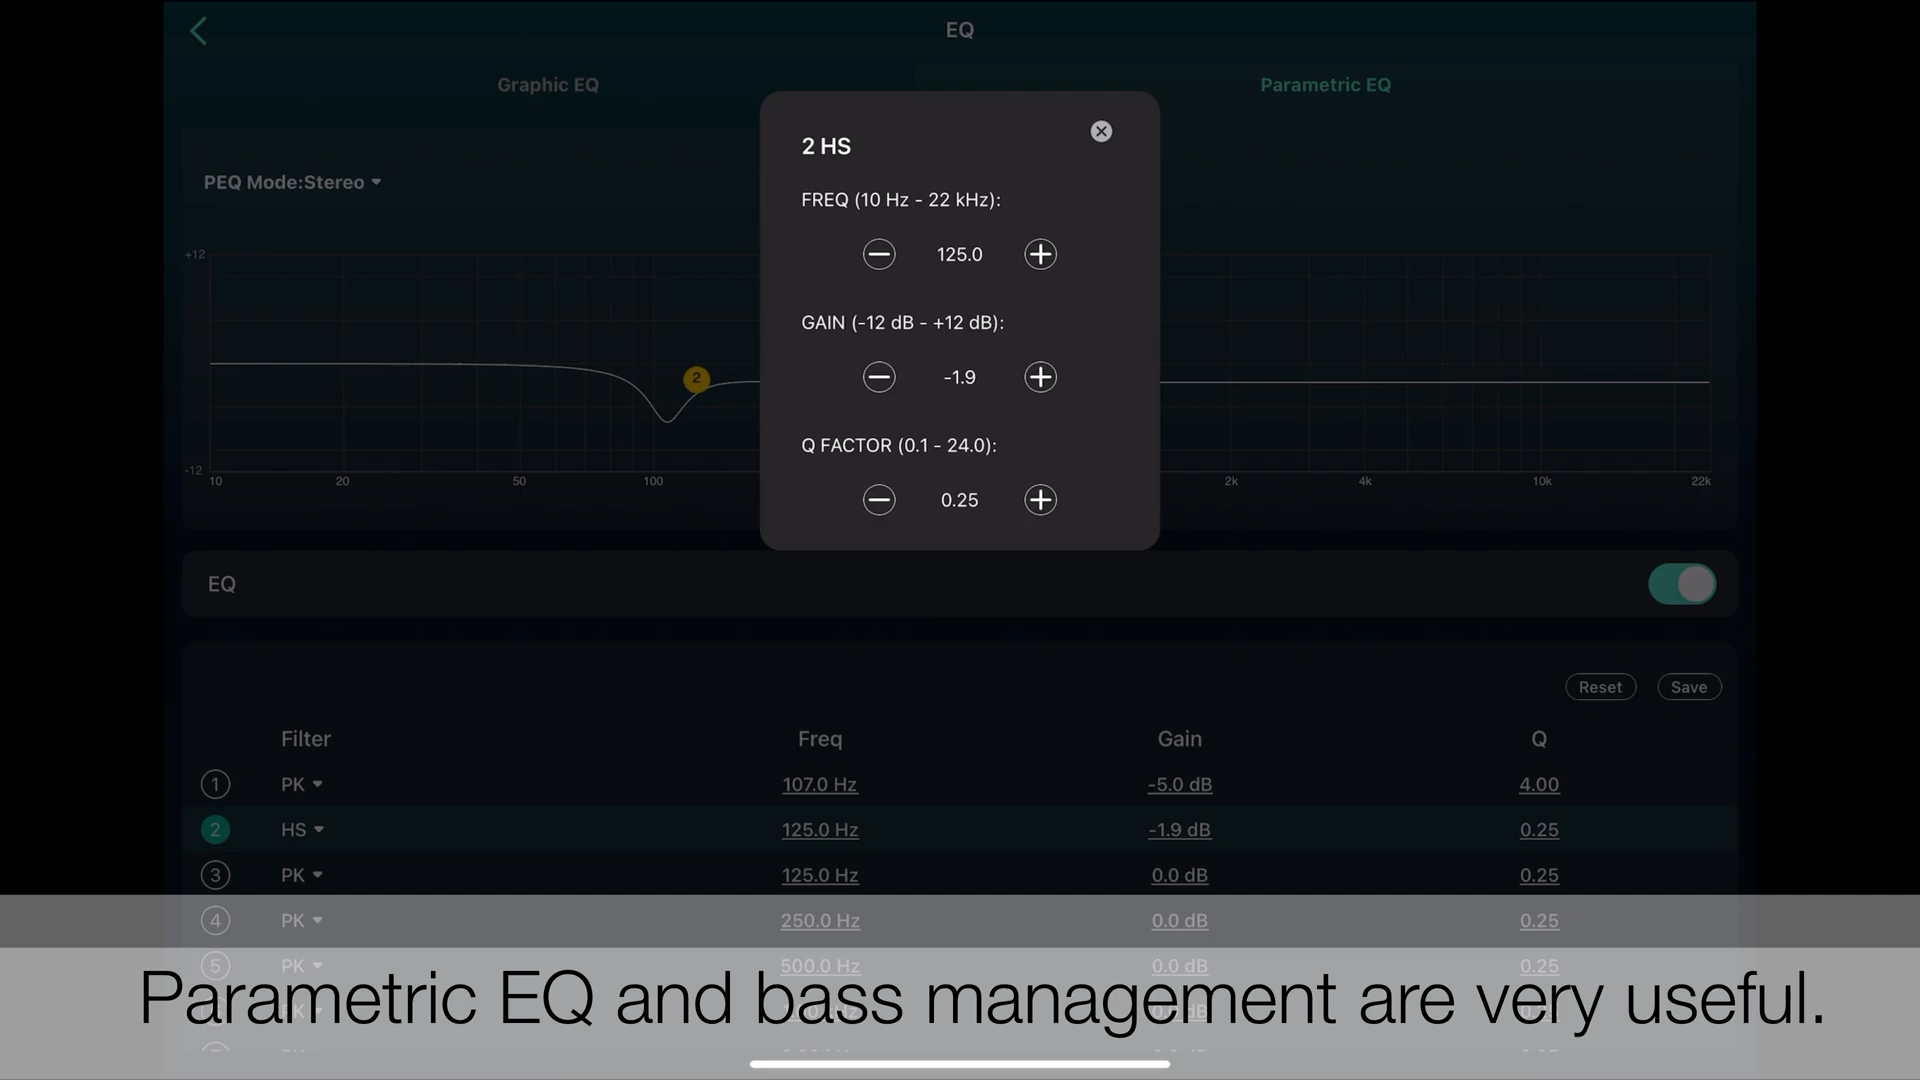 EQ
Graphic EQ
Parametric EQ
2 HS
PEQ Mode:Stereo
FREQ (10 Hz - 22 kHz):
125.0
GAIN (-12 dB - +12 dB):
-1.9
Q FACTOR (0.1 - 24.0):
0.25
+12
-12
10 20 50 100 2k 4k 10k 22k
EQ
Reset Save
Filter Freq Gain Q
1 PK 107.0 Hz -5.0 dB 4.00
2 HS 125.0 Hz -1.9 dB 0.25
3 PK 125.0 Hz 0.0 dB 0.25
4 PK 250.0 Hz 0.0 dB 0.25
5 PK 500.0 Hz 0.0 dB 0.25
Parametric EQ and bass management are very useful.
2